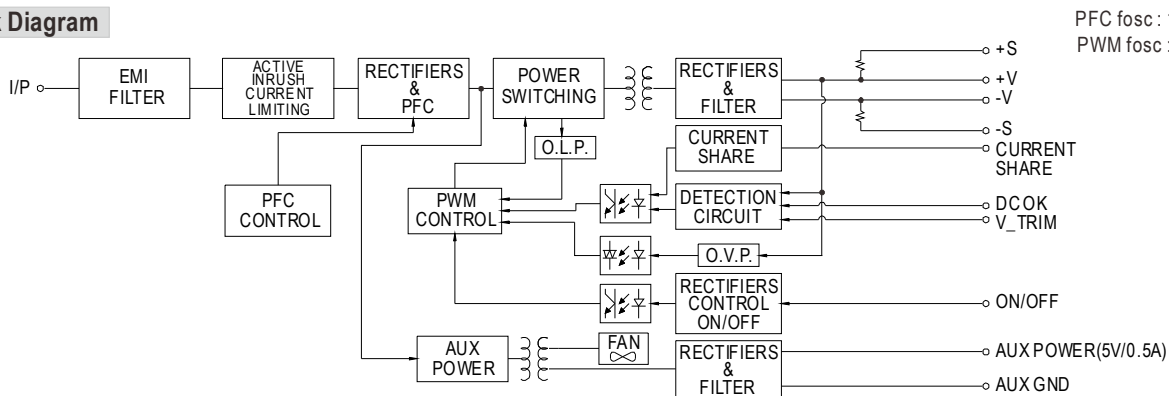 Diagram
PFC fosc :
PWM fosc :
I/P
EMI
FILTER
ACTIVE
INRUSH
CURRENT
LIMITING
RECTIFIERS
&
PFC
POWER
SWITCHING
RECTIFIERS
&
FILTER
+S
+V
-V
-S
CURRENT
SHARE
O.L.P.
CURRENT
SHARE
PFC
CONTROL
PWM
CONTROL
DETECTION
CIRCUIT
DCOK
V_TRIM
O.V.P.
RECTIFIERS
CONTROL
ON/OFF
ON/OFF
AUX
POWER
FAN
RECTIFIERS
&
FILTER
AUX POWER(5V/0.5A)
AUX GND